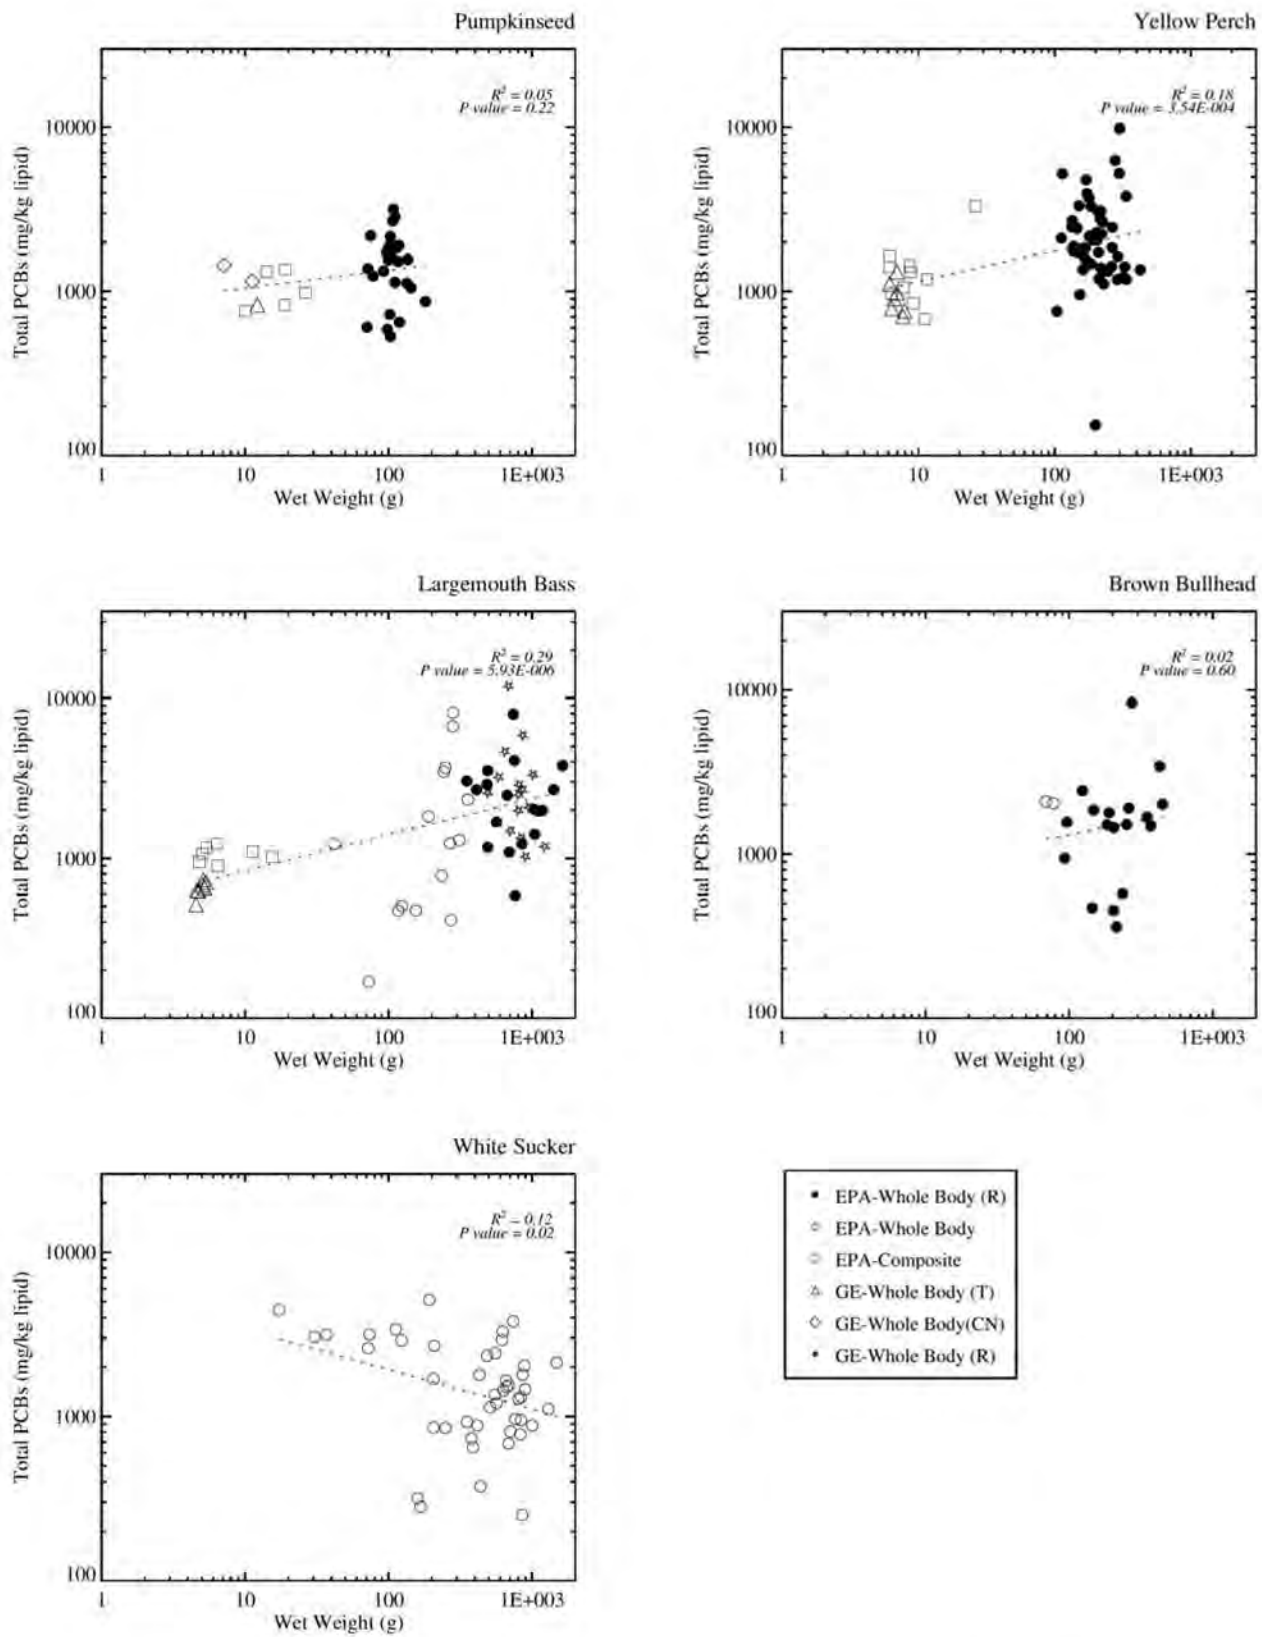 Pumpkinseed
R² = 0.05
P value = 0.22
Total PCBs (mg/kg lipid)
10000
1000
100
1 10 100 1E+003
Wet Weight (g)
Yellow Perch
R² = 0.18
P value = 3.54E-004
Total PCBs (mg/kg lipid)
10000
1000
100
1 10 100 1E+003
Wet Weight (g)
Largemouth Bass
R² = 0.29
P value = 5.93E-006
Total PCBs (mg/kg lipid)
10000
1000
100
1 10 100 1E+003
Wet Weight (g)
Brown Bullhead
R² = 0.02
P value = 0.60
Total PCBs (mg/kg lipid)
10000
1000
100
1 10 100 1E+003
Wet Weight (g)
White Sucker
R² = 0.12
P value = 0.02
Total PCBs (mg/kg lipid)
10000
1000
100
1 10 100 1E+003
Wet Weight (g)
EPA-Whole Body (R)
EPA-Whole Body
EPA-Composite
GE-Whole Body (T)
GE-Whole Body(CN)
GE-Whole Body (R)